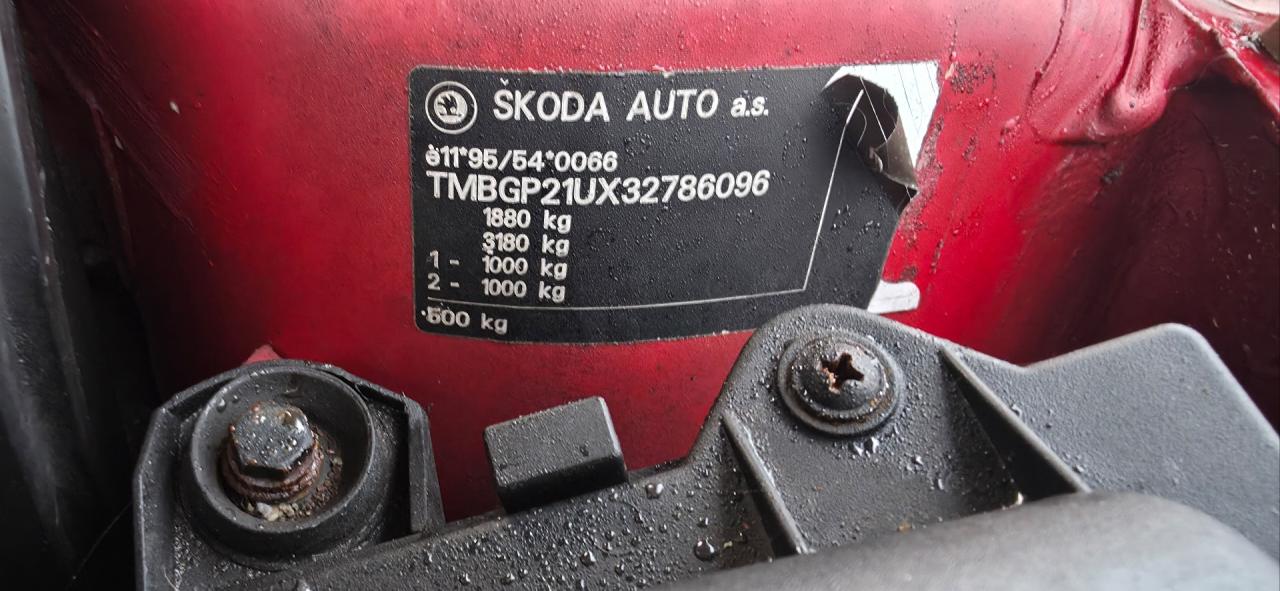 ŠKODA AUTO a.s.
e11*95/54*0066
TMBGP21UX32786096
1880 kg
3180 kg
1 - 1000 kg
2 - 1000 kg
500 kg